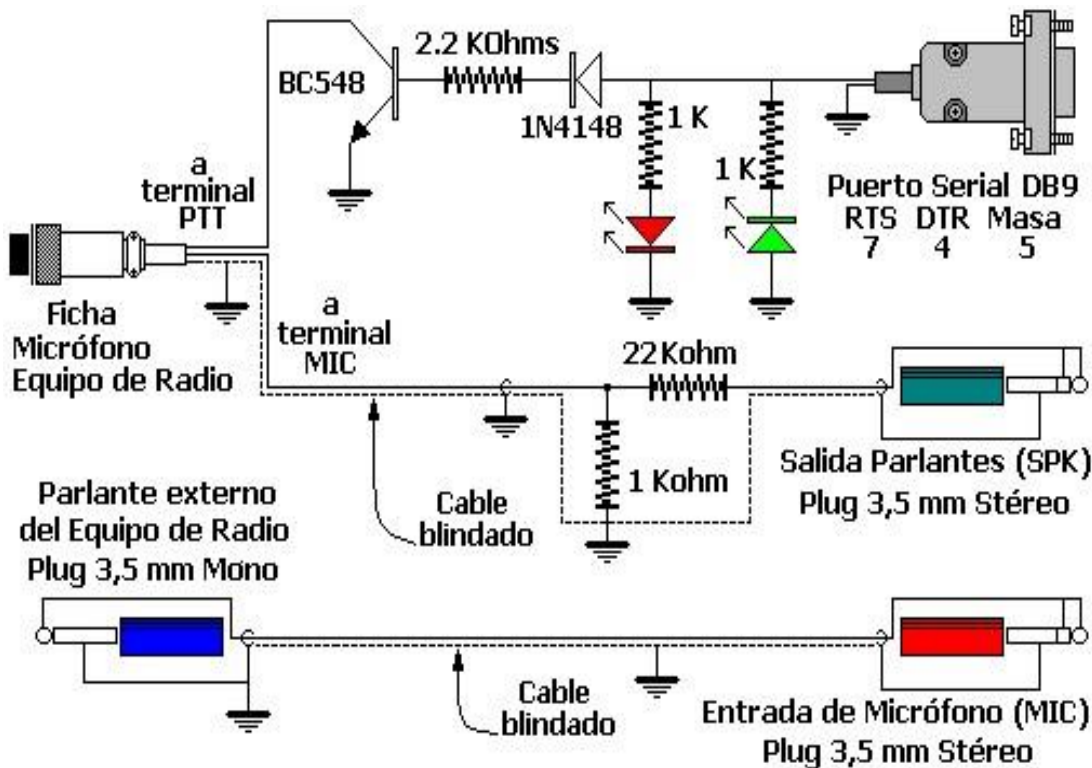 2.2 KOhms
BC548
1N4148
1 K
1 K
Puerto Serial DB9
RTS DTR Masa
7 4 5
a
terminal
PTT
Ficha
Micrófono
Equipo de Radio
a
terminal
MIC
22Kohm
1 Kohm
Salida Parlantes (SPK)
Plug 3,5 mm Stéreo
Cable
blindado
Parlante externo
del Equipo de Radio
Plug 3,5 mm Mono
Cable
blindado
Entrada de Micrófono (MIC)
Plug 3,5 mm Stéreo